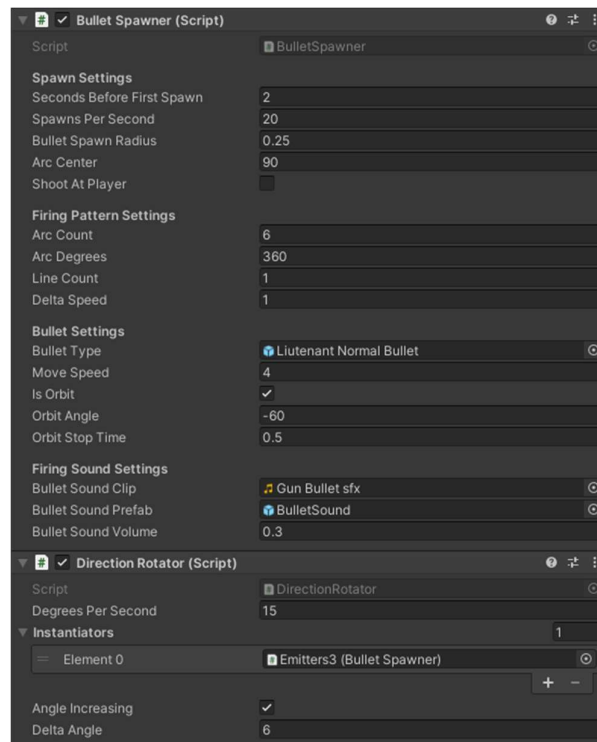 Bullet Spawner (Script)
Script BulletSpawner
Spawn Settings
Seconds Before First Spawn 2
Spawns Per Second 20
Bullet Spawn Radius 0.25
Arc Center 90
Shoot At Player
Firing Pattern Settings
Arc Count 6
Arc Degrees 360
Line Count 1
Delta Speed 1
Bullet Settings
Bullet Type Liutenant Normal Bullet
Move Speed 4
Is Orbit
Orbit Angle -60
Orbit Stop Time 0.5
Firing Sound Settings
Bullet Sound Clip Gun Bullet sfx
Bullet Sound Prefab BulletSound
Bullet Sound Volume 0.3
Direction Rotator (Script)
Script DirectionRotator
Degrees Per Second 15
Instantiators 1
Element 0 Emitters3 (Bullet Spawner)
Angle Increasing
Delta Angle 6